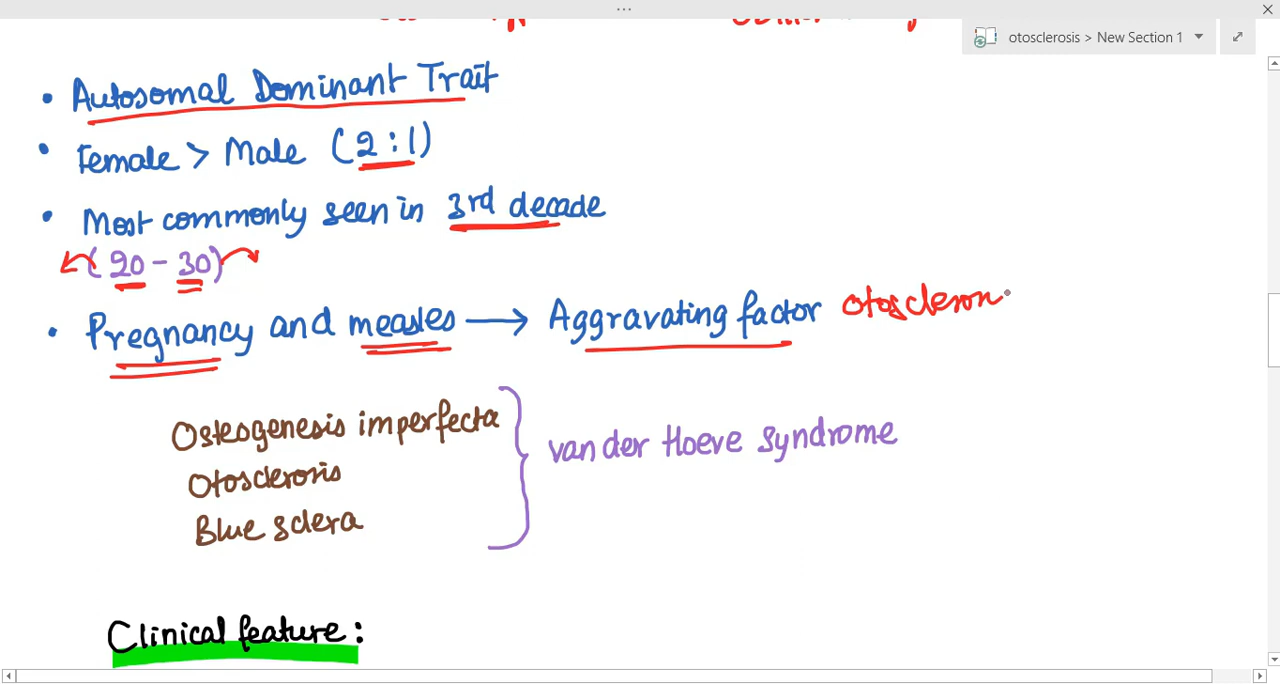 otosclerosis > New Section 1
• Autosomal Dominant Trait
• Female > Male (2:1)
• Most commonly seen in 3rd decade
(20 - 30)
• Pregnancy and measles → Aggravating factor otoscleron
Osteogenesis imperfecta
Otosclerosis
Blue sclera
van der Hoeve syndrome
Clinical feature: